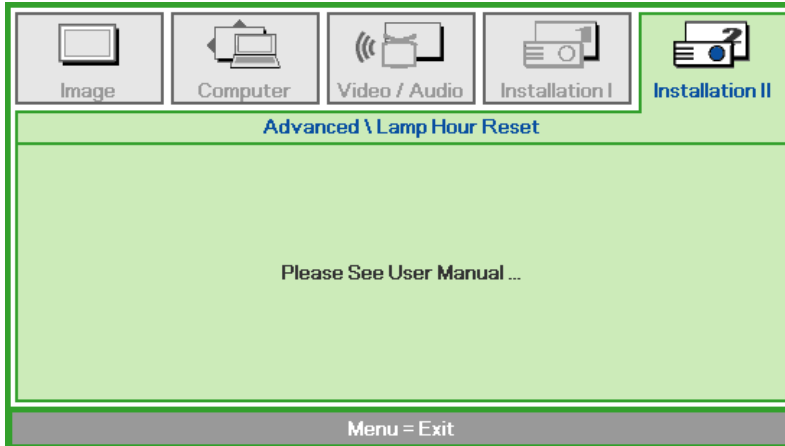 Image
Computer
Video / Audio
Installation I
Installation II
Advanced \ Lamp Hour Reset
Please See User Manual ...
Menu = Exit